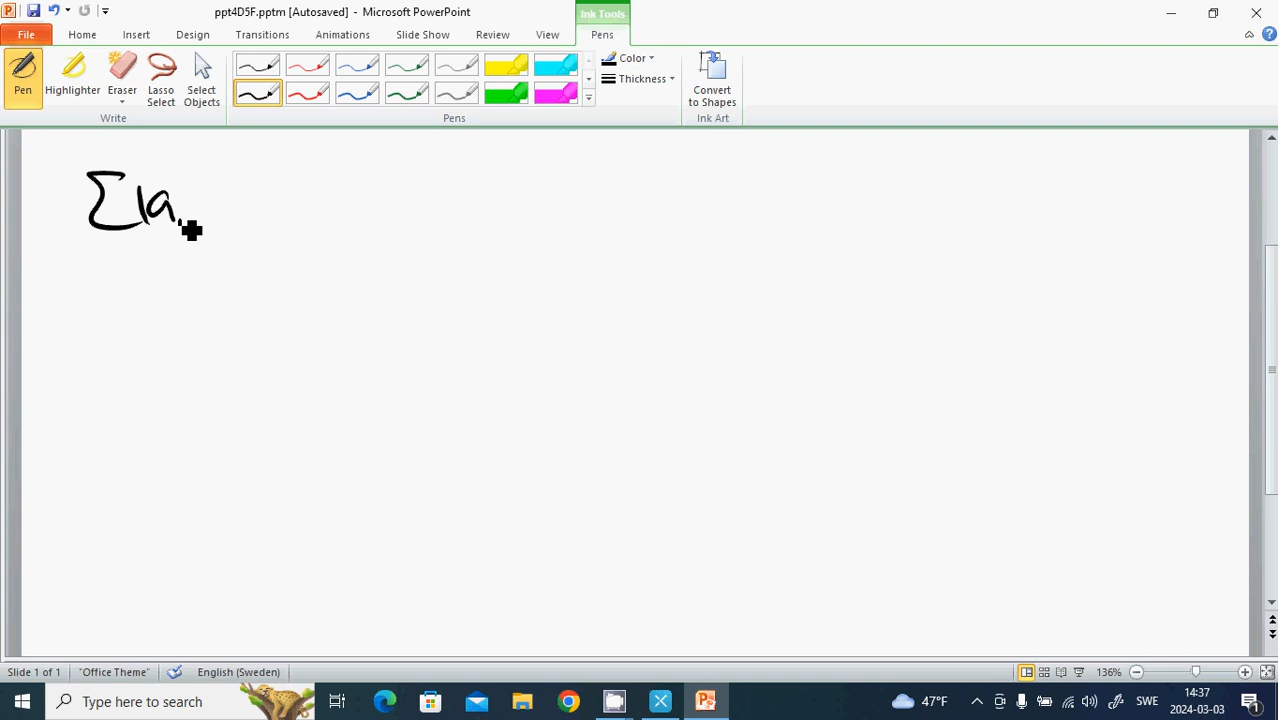 ppt4D5F.pptm [Autosaved] - Microsoft PowerPoint
Ink Tools
File Home Insert Design Transitions Animations Slide Show Review View Pens
Pen Highlighter Eraser Lasso Select Select Objects
Color
Thickness
Convert to Shapes
Write Pens Ink Art
∑|a
Slide 1 of 1 "Office Theme" English (Sweden) 136%
Type here to search 47°F SWE 14:37
2024-03-03
1